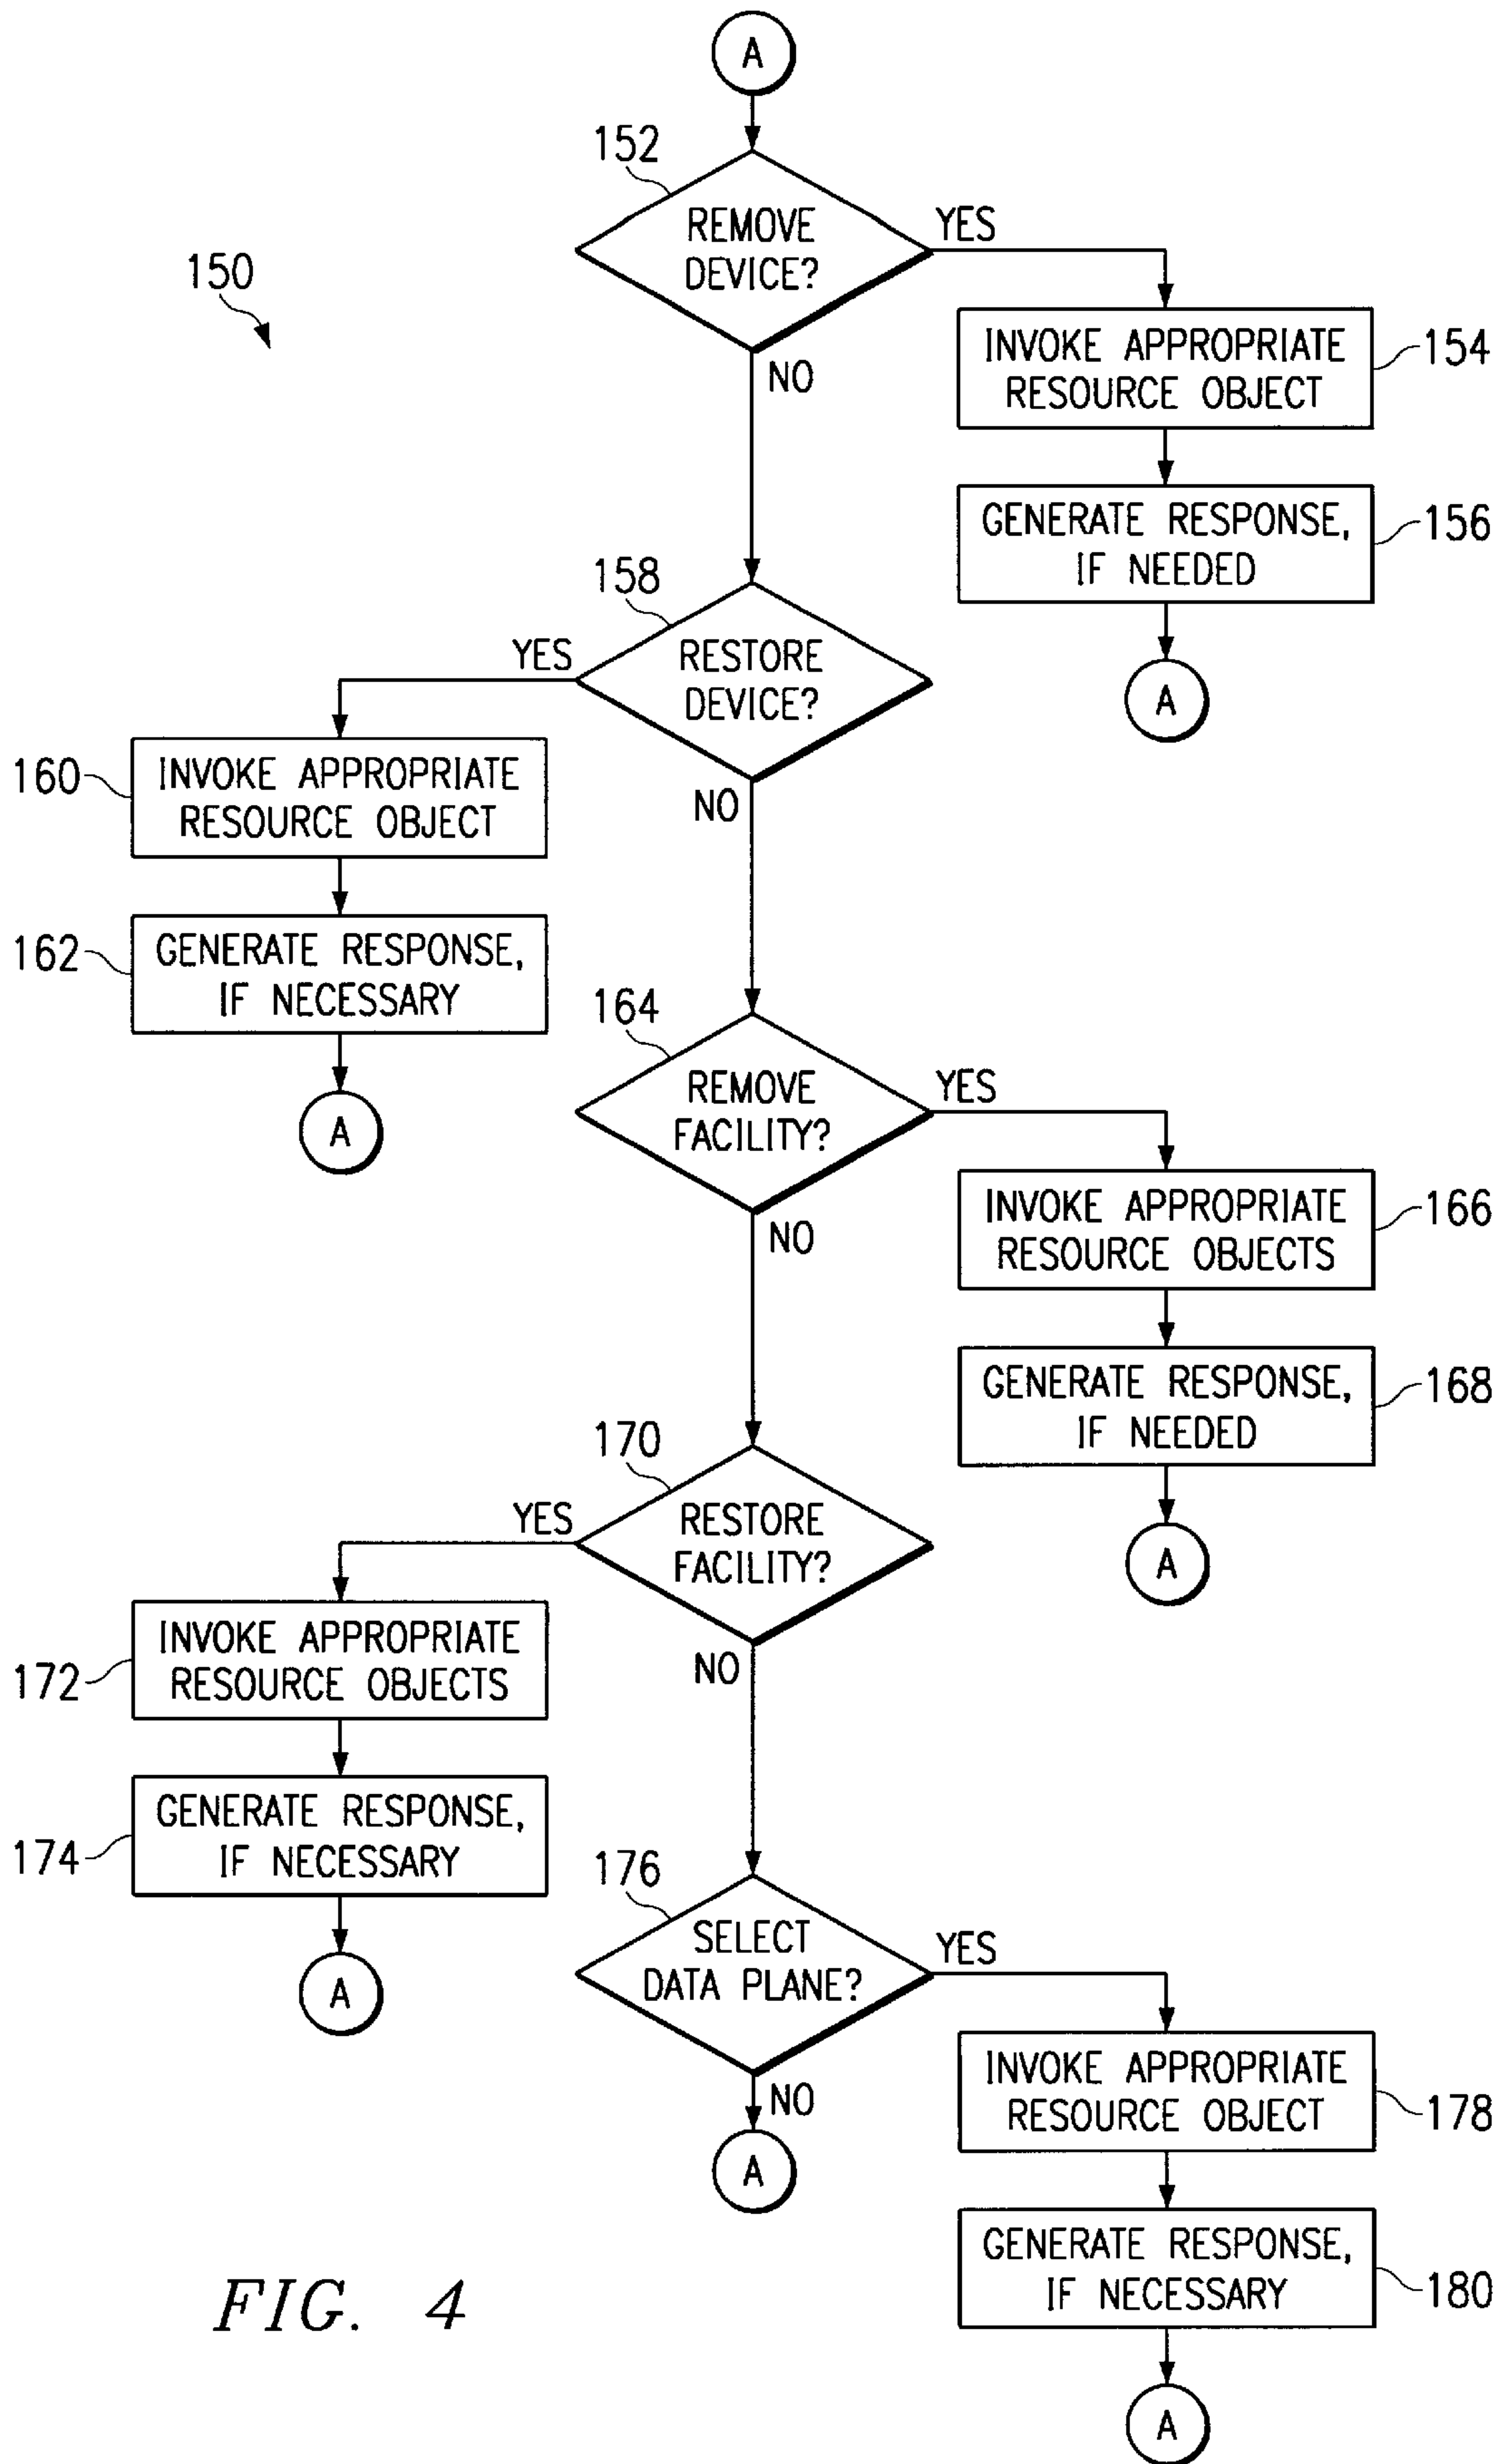 A
152
REMOVE
DEVICE?
YES
NO
150
INVOKE APPROPRIATE
RESOURCE OBJECT
154
GENERATE RESPONSE,
IF NEEDED
156
A
158
RESTORE
DEVICE?
YES
NO
160
INVOKE APPROPRIATE
RESOURCE OBJECT
162
GENERATE RESPONSE,
IF NECESSARY
A
164
REMOVE
FACILITY?
YES
NO
INVOKE APPROPRIATE
RESOURCE OBJECTS
166
GENERATE RESPONSE,
IF NEEDED
168
A
170
RESTORE
FACILITY?
YES
NO
INVOKE APPROPRIATE
RESOURCE OBJECTS
172
GENERATE RESPONSE,
IF NECESSARY
174
A
176
SELECT
DATA PLANE?
YES
NO
A
INVOKE APPROPRIATE
RESOURCE OBJECT
178
GENERATE RESPONSE,
IF NECESSARY
180
A
FIG. 4